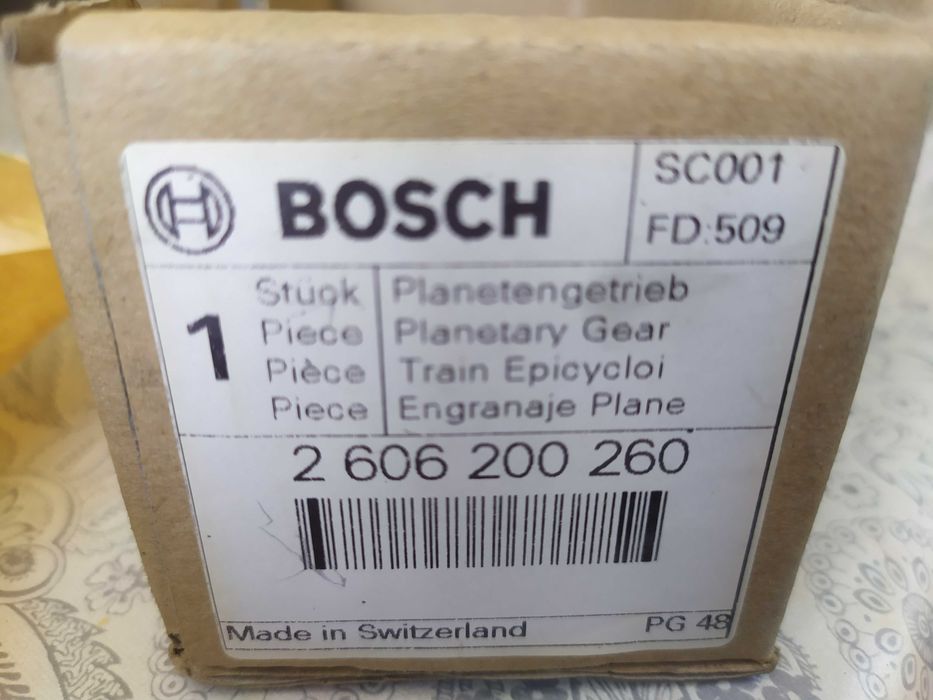 BOSCH
SC001
FD:509
1
Stück
Piece
Pièce
Piece
Planetengetrieb
Planetary Gear
Train Epicycloi
Engranaje Plane
2 606 200 260
Made in Switzerland
PG 48